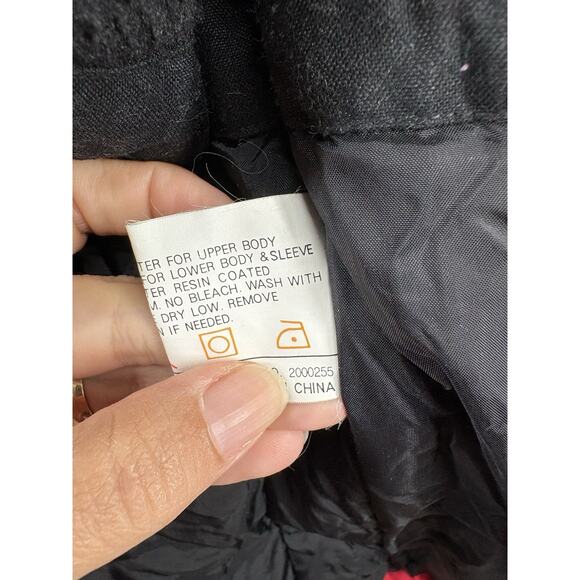 TER FOR UPPER BODY
FOR LOWER BODY &SLEEVE
TER RESIN COATED
M. NO BLEACH. WASH WITH
DRY LOW. REMOVE
N IF NEEDED.
O. 2000255
CHINA